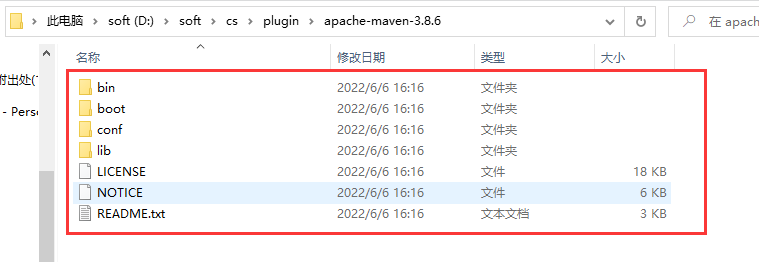 此电脑 > soft (D:) > soft > cs > plugin > apache-maven-3.8.6 在 apac
名称 修改日期 类型 大小
bin 2022/6/6 16:16 文件夹
附出处(T
boot 2022/6/6 16:16 文件夹
- Perso
conf 2022/6/6 16:16 文件夹
lib 2022/6/6 16:16 文件夹
LICENSE 2022/6/6 16:16 文件 18 KB
NOTICE 2022/6/6 16:16 文件 6 KB
README.txt 2022/6/6 16:16 文本文档 3 KB